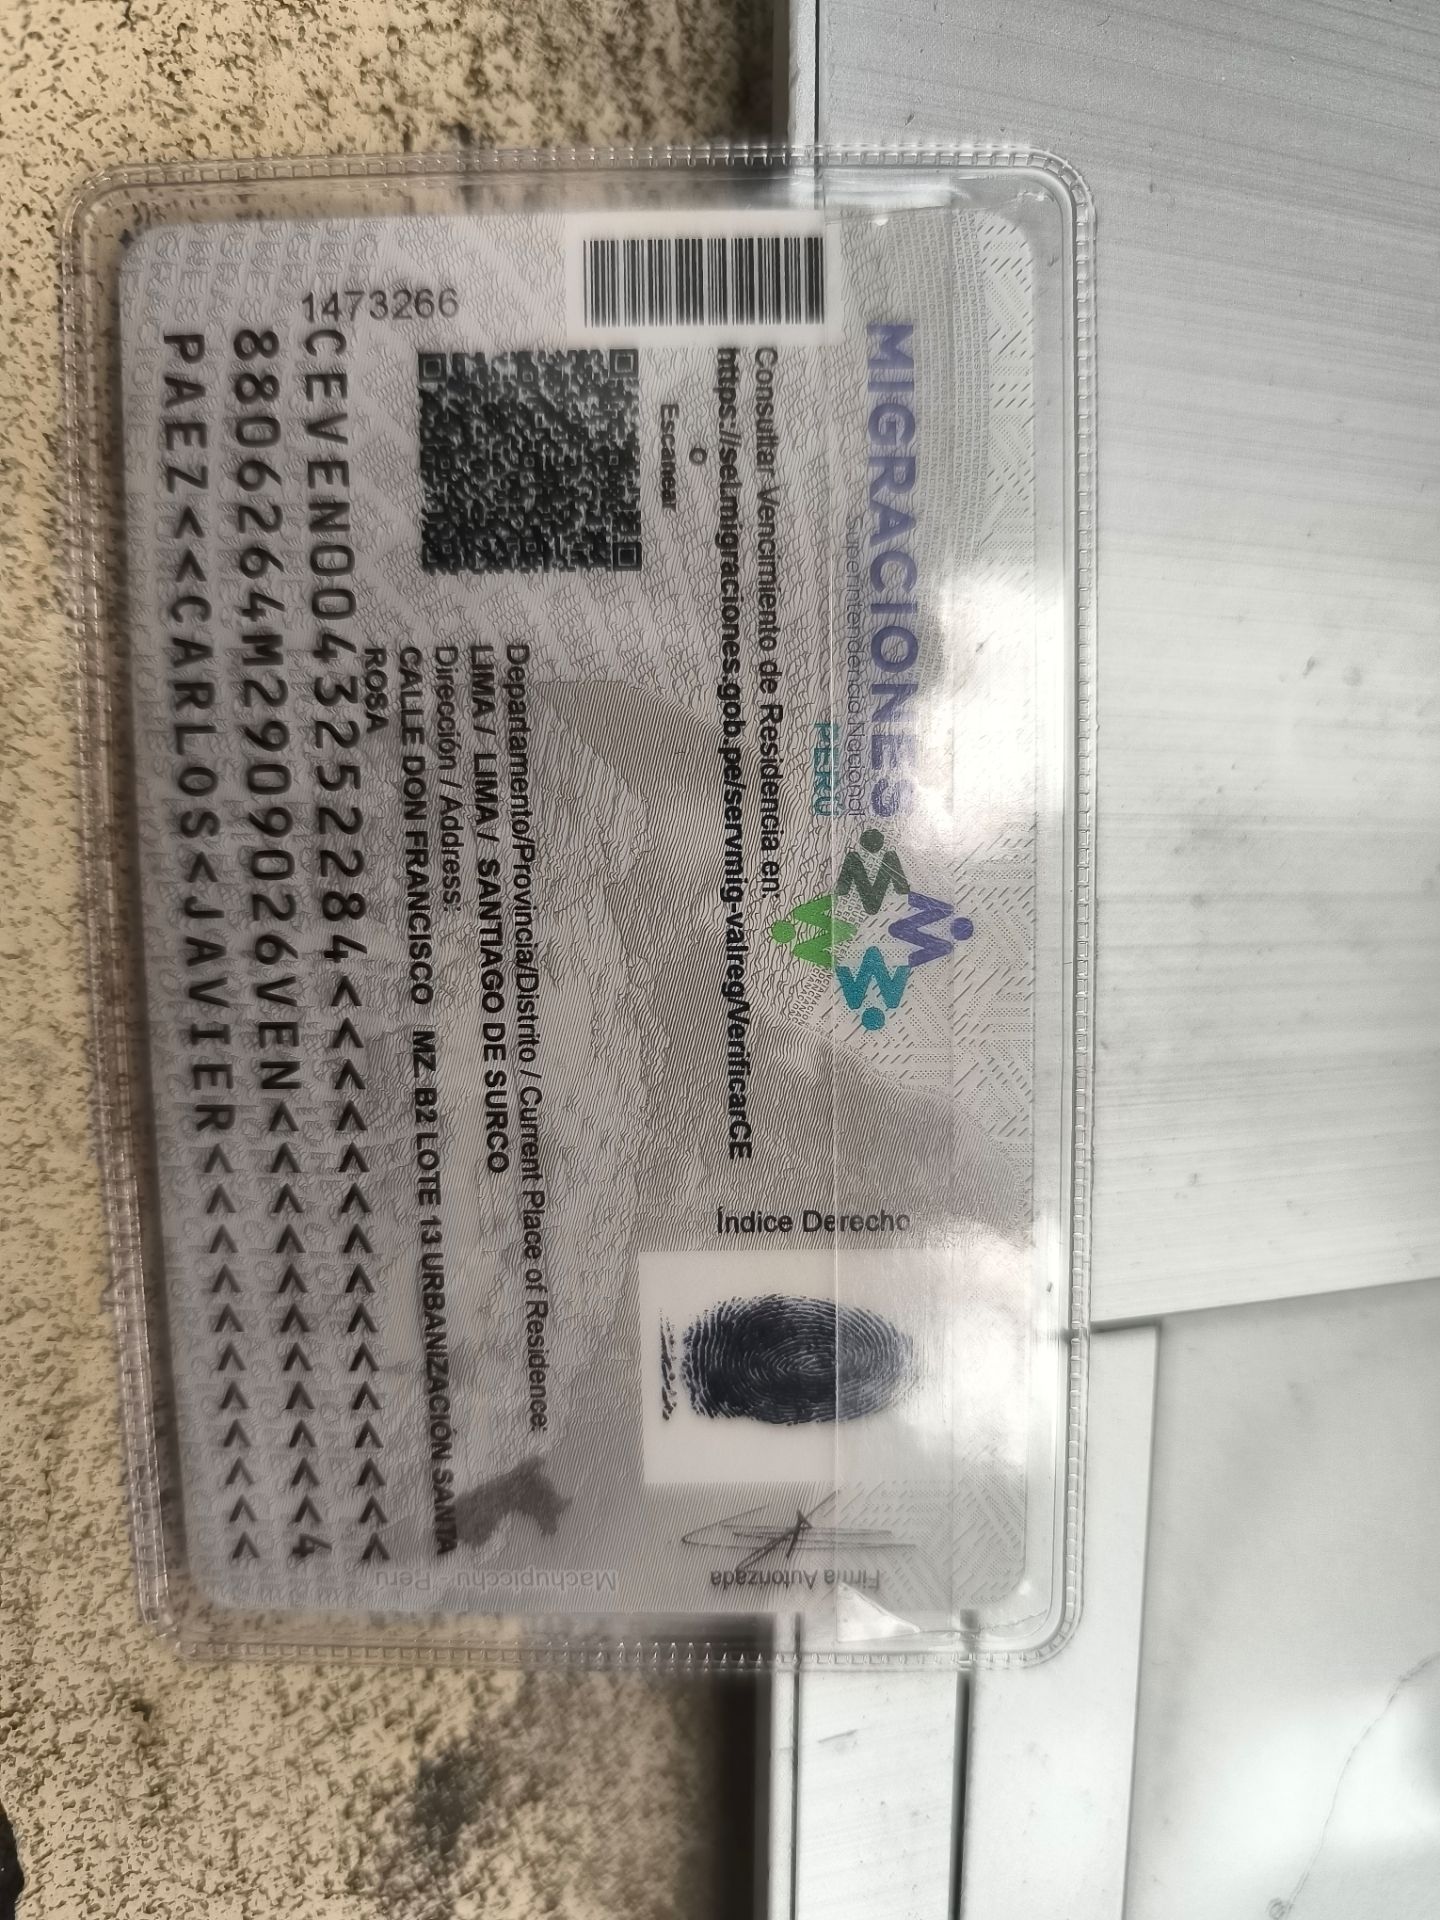 MIGRACIONES
Superintendencia Nacional
PERÚ
Consultar Vencimiento de Residencia en:
https://sel.migraciones.gob.pe/servmig-valreg/VerificarCE
o
Escanear
Índice Derecho
Firma Autorizada
Departamento/Provincia/Distrito / Current Place of Residence:
LIMA / LIMA / SANTIAGO DE SURCO
Dirección / Address:
CALLE DON FRANCISCO MZ. B2 LOTE 13 URBANIZACIÓN SANTA
ROSA
Machupicchu - Perú
1473266
CEVEN0043252284<<<<<<<<<<<<<<<
8806264M2909026VEN<<<<<<<<<<<4
PAEZ<<CARLOS<JAVIER<<<<<<<<<<<